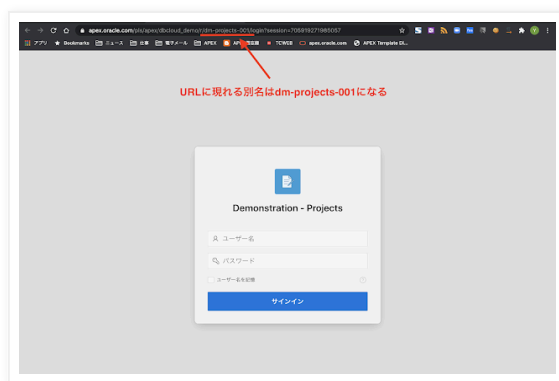 apex.oracle.com/pls/apex/dbcloud_demo/r/dm-projects-001/login?session=705919271965057
アプリ Bookmarks ニュース 仕事 電子メール APEX TCWEB apex.oracle.com APEX Template Di...
URLに現れる別名はdm-projects-001になる
Demonstration - Projects
ユーザー名
パスワード
ユーザー名を記憶
サインイン